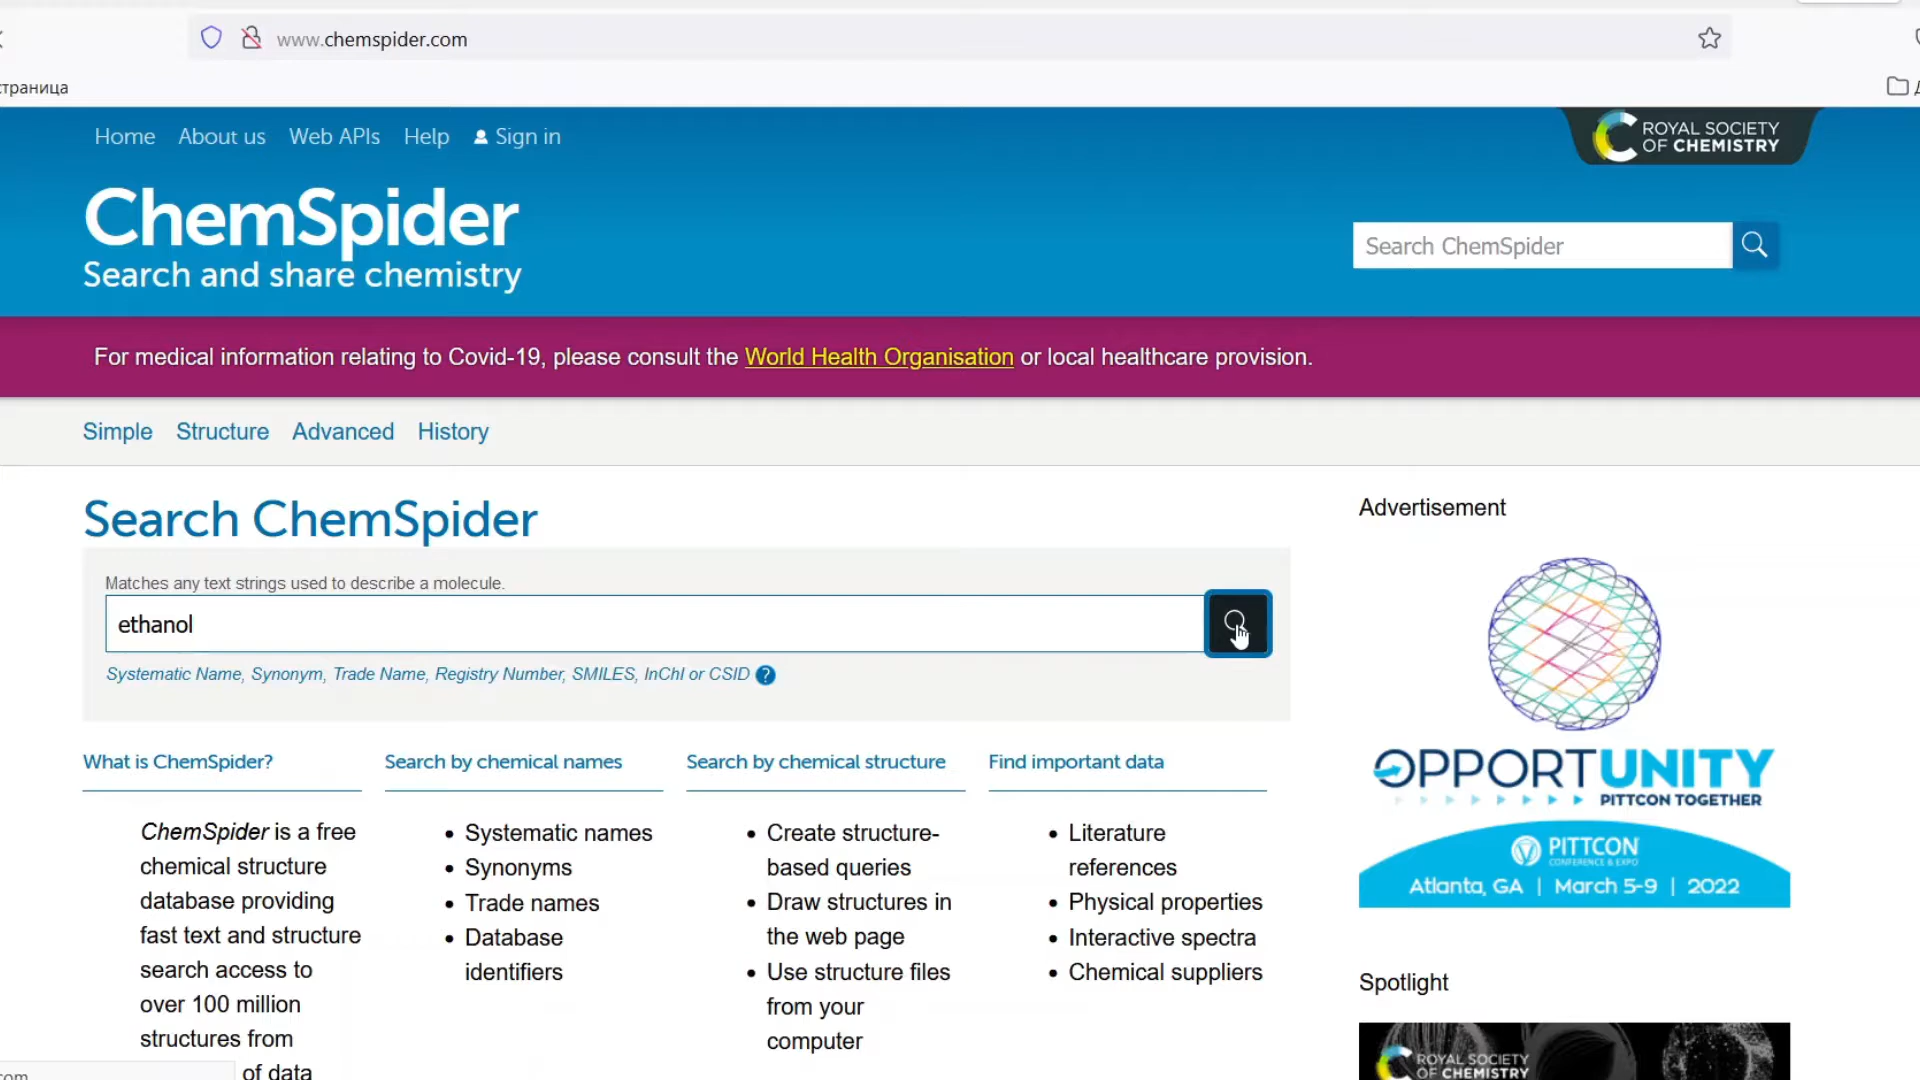 www.chemspider.com
страница
Home About us Web APIs Help Sign in
ROYAL SOCIETY
OF CHEMISTRY
ChemSpider
Search and share chemistry
Search ChemSpider
For medical information relating to Covid-19, please consult the World Health Organisation or local healthcare provision.
Simple Structure Advanced History
Search ChemSpider
Matches any text strings used to describe a molecule.
ethanol
Systematic Name, Synonym, Trade Name, Registry Number, SMILES, InChI or CSID ?
What is ChemSpider?
ChemSpider is a free
chemical structure
database providing
fast text and structure
search access to
over 100 million
structures from
of data
Search by chemical names
• Systematic names
• Synonyms
• Trade names
• Database
identifiers
Search by chemical structure
• Create structure-
based queries
• Draw structures in
the web page
• Use structure files
from your
computer
Find important data
• Literature
references
• Physical properties
• Interactive spectra
• Chemical suppliers
Advertisement
OPPORTUNITY
PITTCON TOGETHER
PITTCON
CONFERENCE & EXPO
Atlanta, GA | March 5-9 | 2022
Spotlight
ROYAL SOCIETY
OF CHEMISTRY